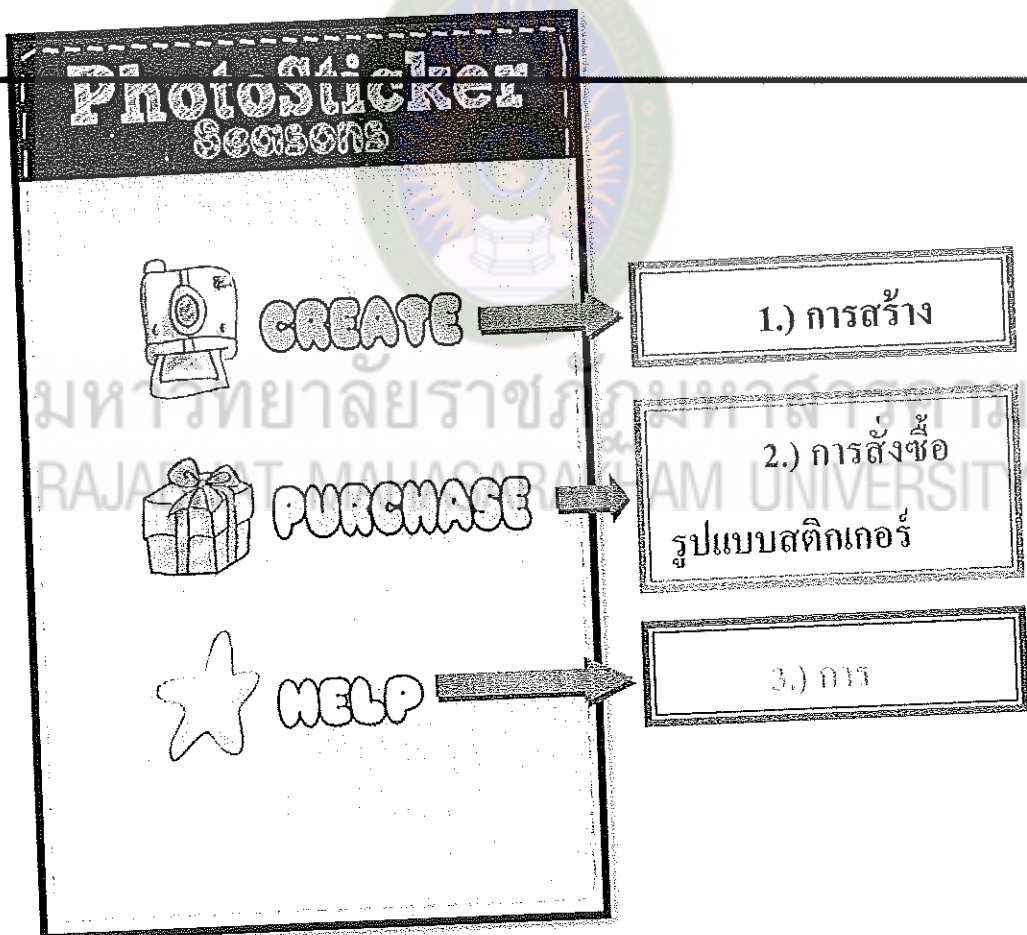 PhotoSticker
Seasons
CREATE
1.) การสร้าง
มหาวิทยาลัยราชภัฏมหาสารคาม
PURCHASE
2.) การสั่งซื้อ
รูปแบบสติกเกอร์
RAJABHAT MAHASARAKHAM UNIVERSITY
HELP
3.) การ